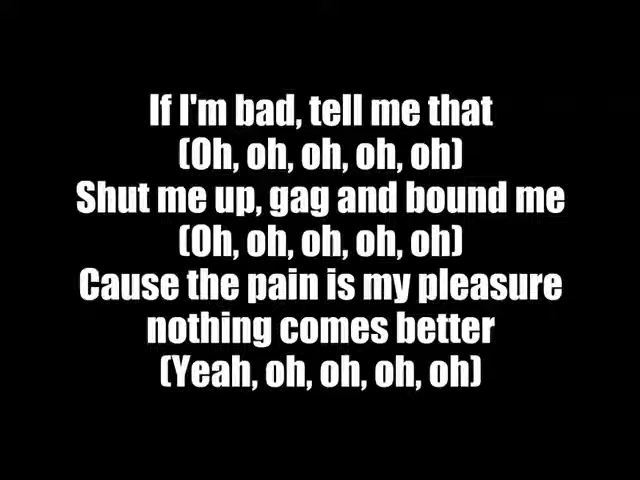 If I'm bad, tell me that
(Oh, oh, oh, oh, oh)
Shut me up, gag and bound me
(Oh, oh, oh, oh, oh)
Cause the pain is my pleasure
nothing comes better
(Yeah, oh, oh, oh, oh)